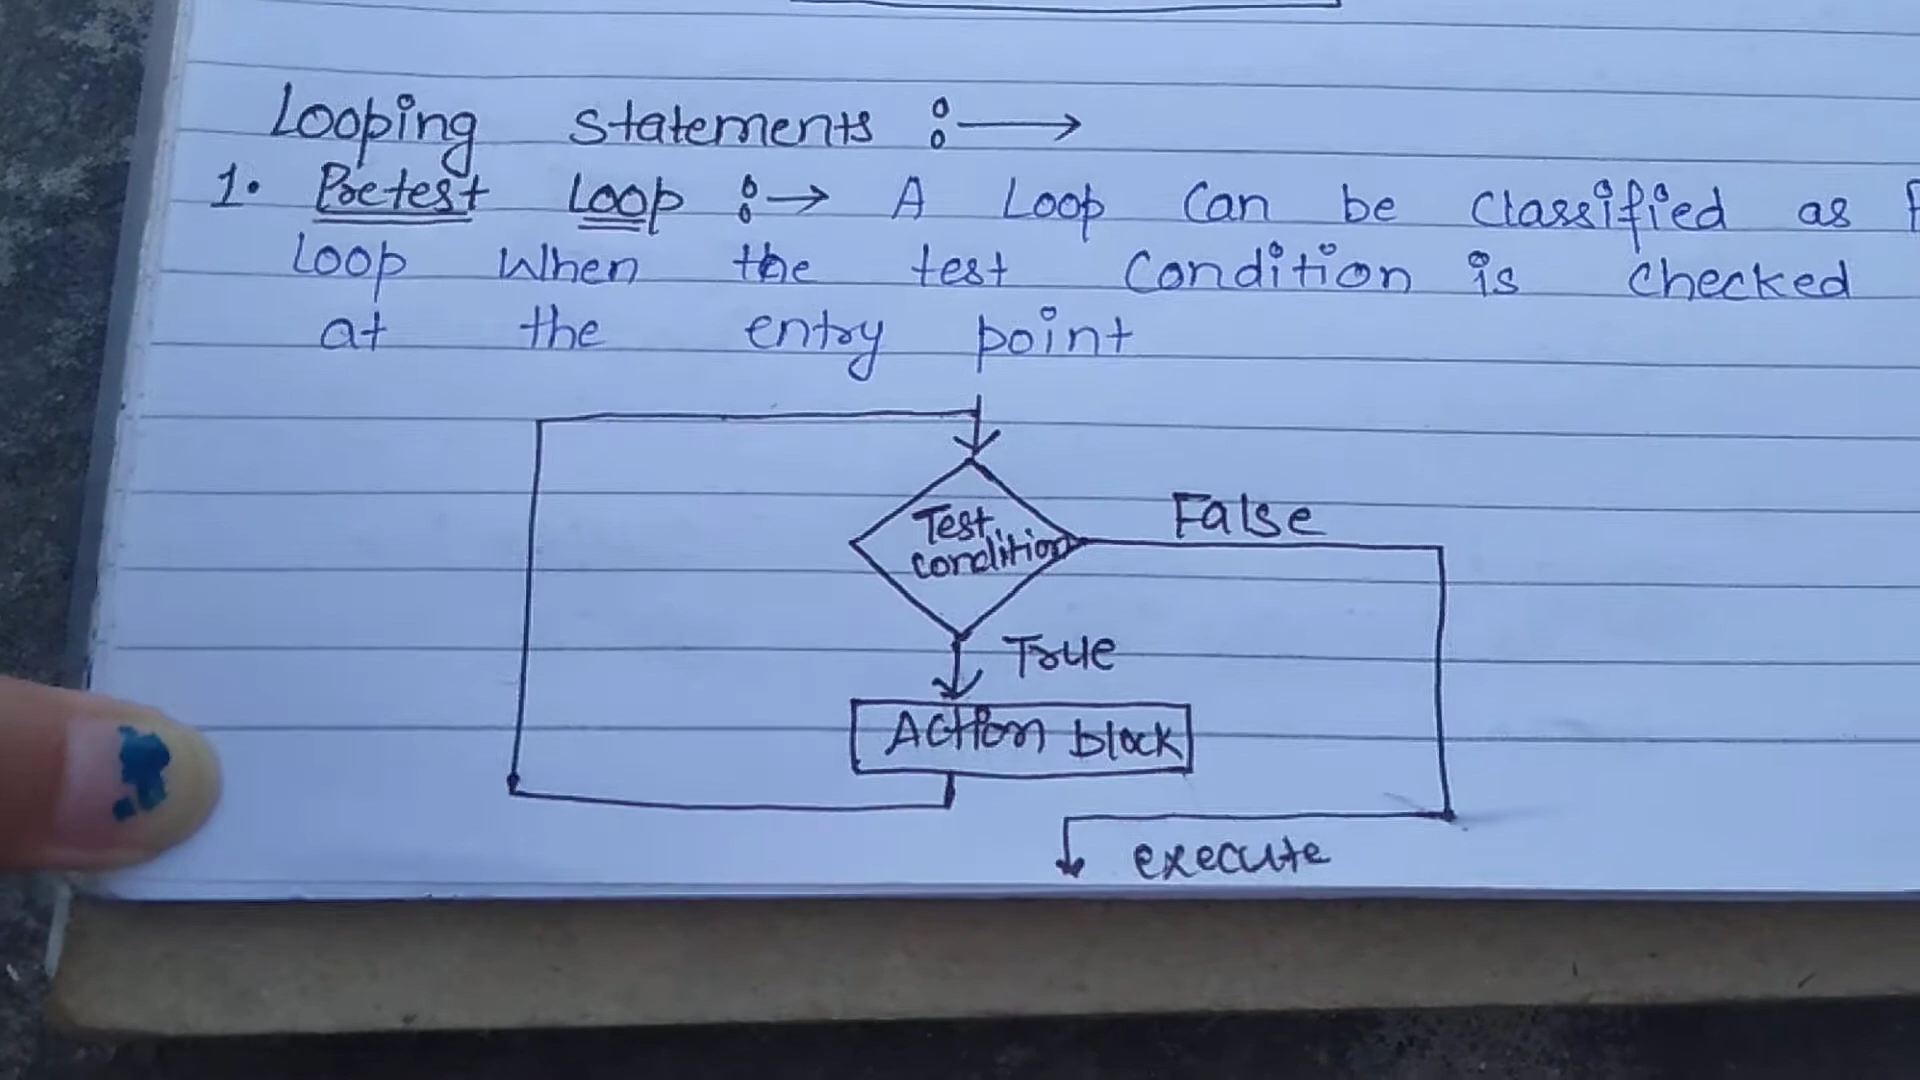 Looping statements :→
1. Pretest Loop :→ A Loop Can be Classified as
Loop When the test Condition is checked
at the entry point
Test
condition
False
True
Action block
execute